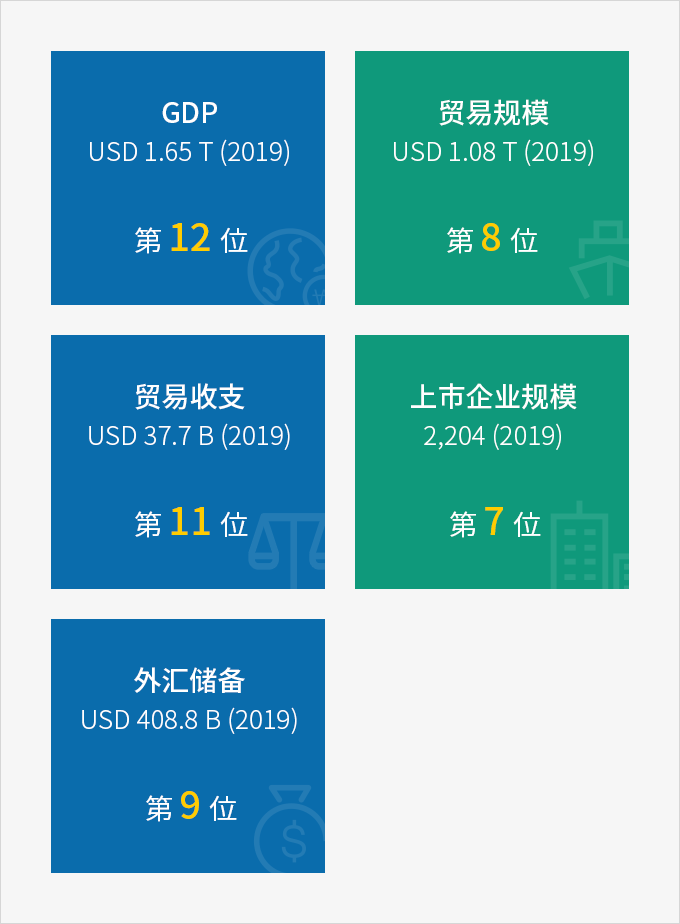 GDP
USD 1.65 T (2019)
第 12 位
贸易规模
USD 1.08 T (2019)
第 8 位
贸易收支
USD 37.7 B (2019)
第 11 位
上市企业规模
2,204 (2019)
第 7 位
外汇储备
USD 408.8 B (2019)
第 9 位